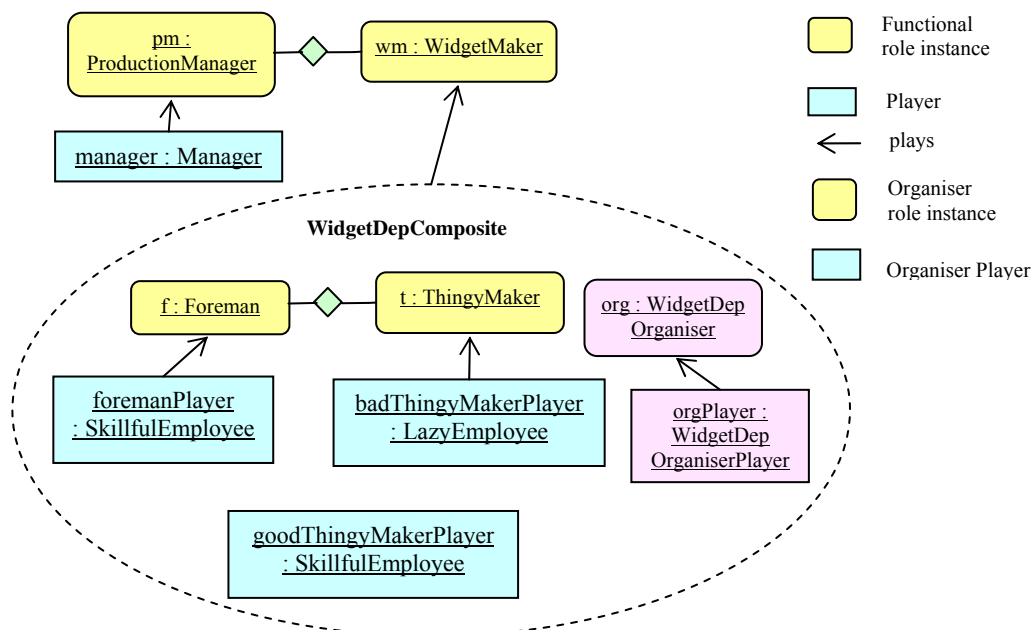 pm :
ProductionManager
wm : WidgetMaker
manager : Manager
WidgetDepComposite
f : Foreman
t : ThingyMaker
org : WidgetDep
Organiser
foremanPlayer
: SkillfulEmployee
badThingyMakerPlayer
: LazyEmployee
orgPlayer :
WidgetDep
OrganiserPlayer
goodThingyMakerPlayer
: SkillfulEmployee
Functional
role instance
Player
plays
Organiser
role instance
Organiser Player